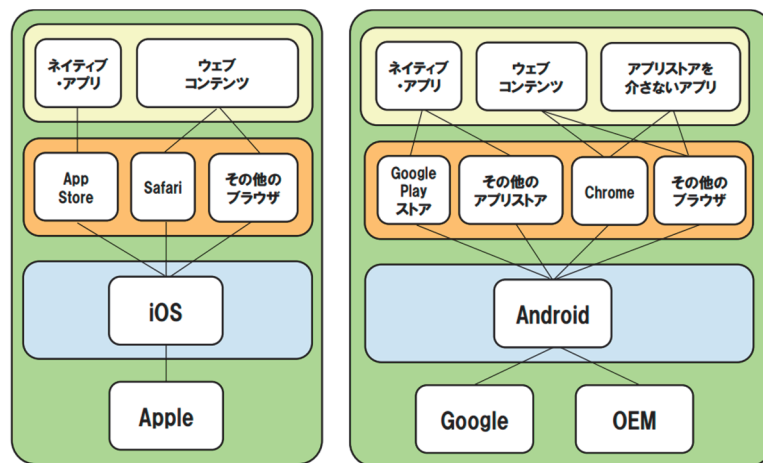 ネイティブ
・アプリ
ウェブ
コンテンツ
App
Store
Safari
その他の
ブラウザ
iOS
Apple
ネイティブ
・アプリ
ウェブ
コンテンツ
アプリストアを
介さないアプリ
Google
Play
ストア
その他の
アプリストア
Chrome
その他の
ブラウザ
Android
Google
OEM